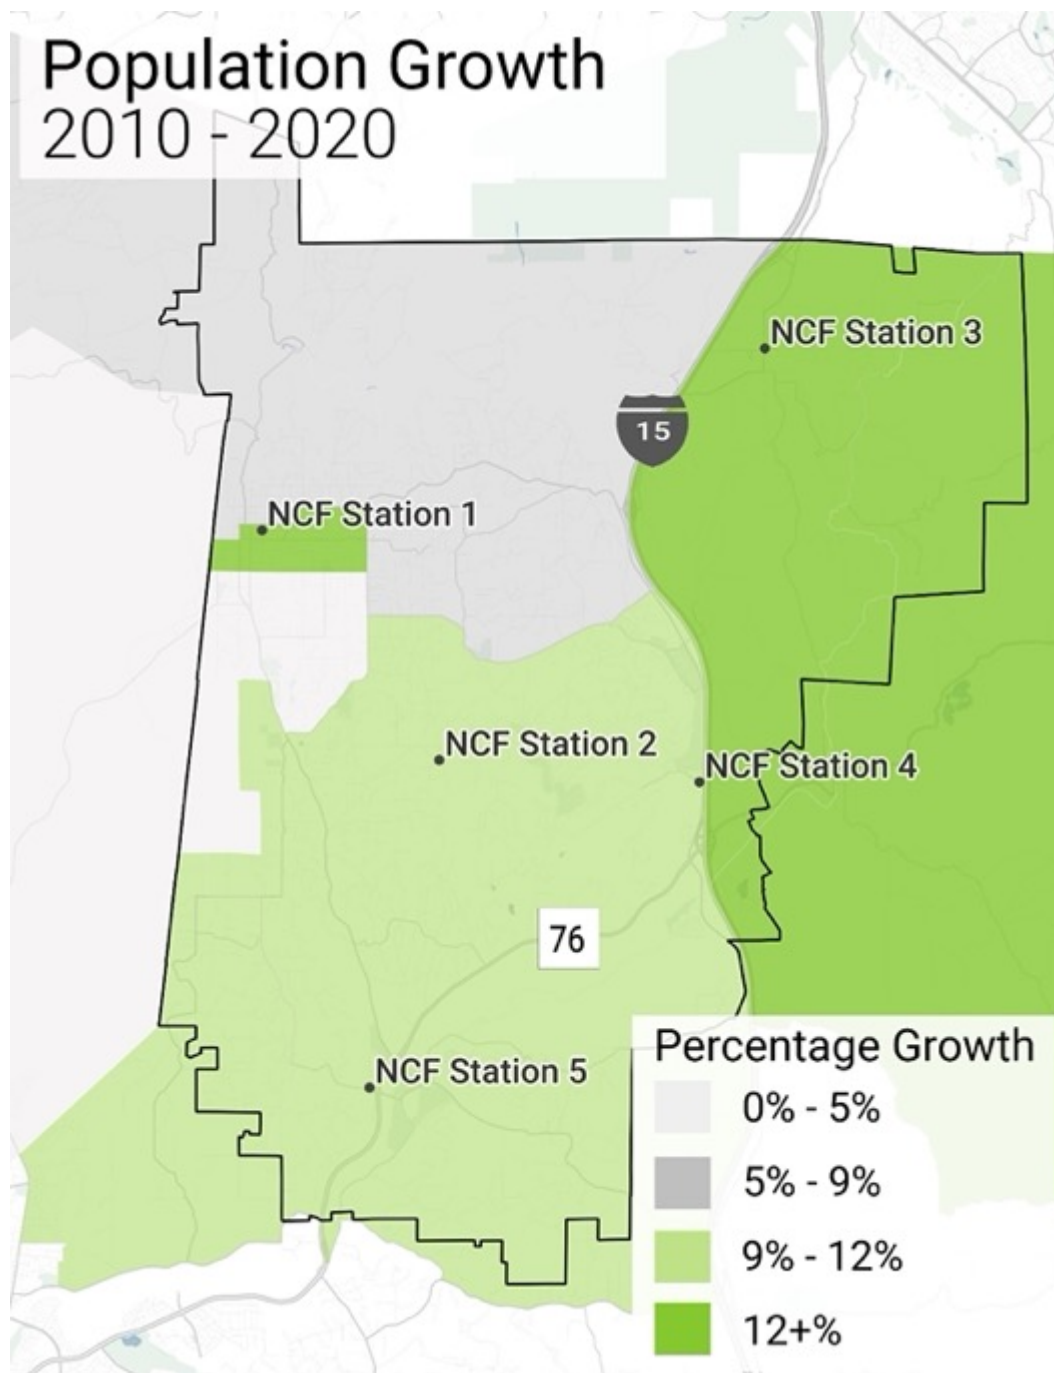 Population Growth
2010 - 2020
NCF Station 3
15
NCF Station 1
NCF Station 2
NCF Station 4
76
NCF Station 5
Percentage Growth
0% - 5%
5% - 9%
9% - 12%
12+%